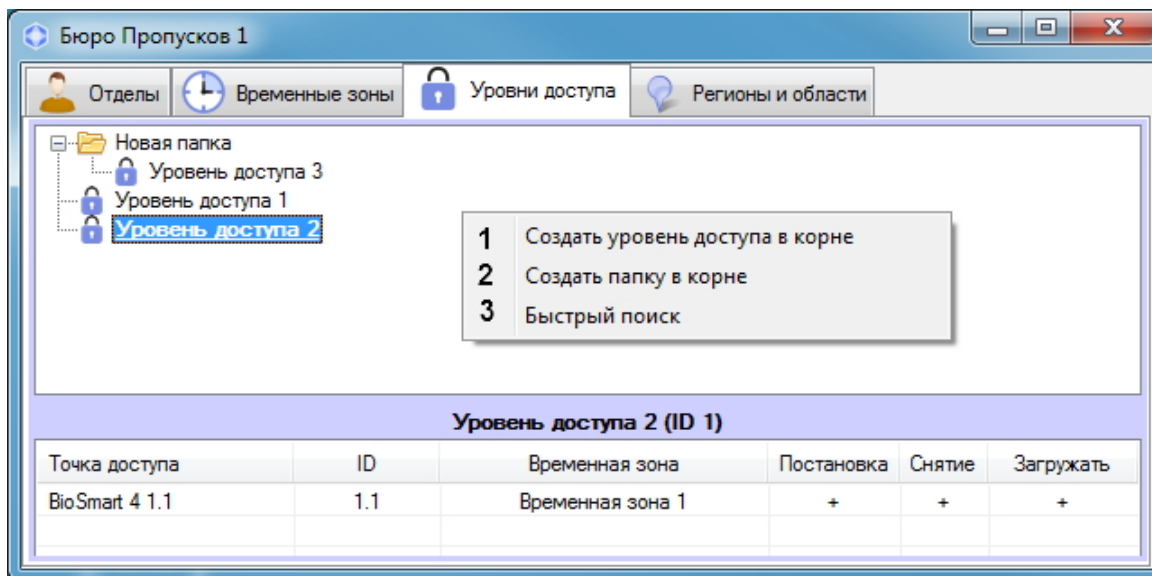 Бюро Пропусков 1
Отделы Временные зоны Уровни доступа Регионы и области
Новая папка
Уровень доступа 3
Уровень доступа 1
Уровень доступа 2
1 Создать уровень доступа в корне
2 Создать папку в корне
3 Быстрый поиск
Уровень доступа 2 (ID 1)
Точка доступа ID Временная зона Постановка Снятие Загружать
BioSmart 4 1.1 1.1 Временная зона 1 + + +